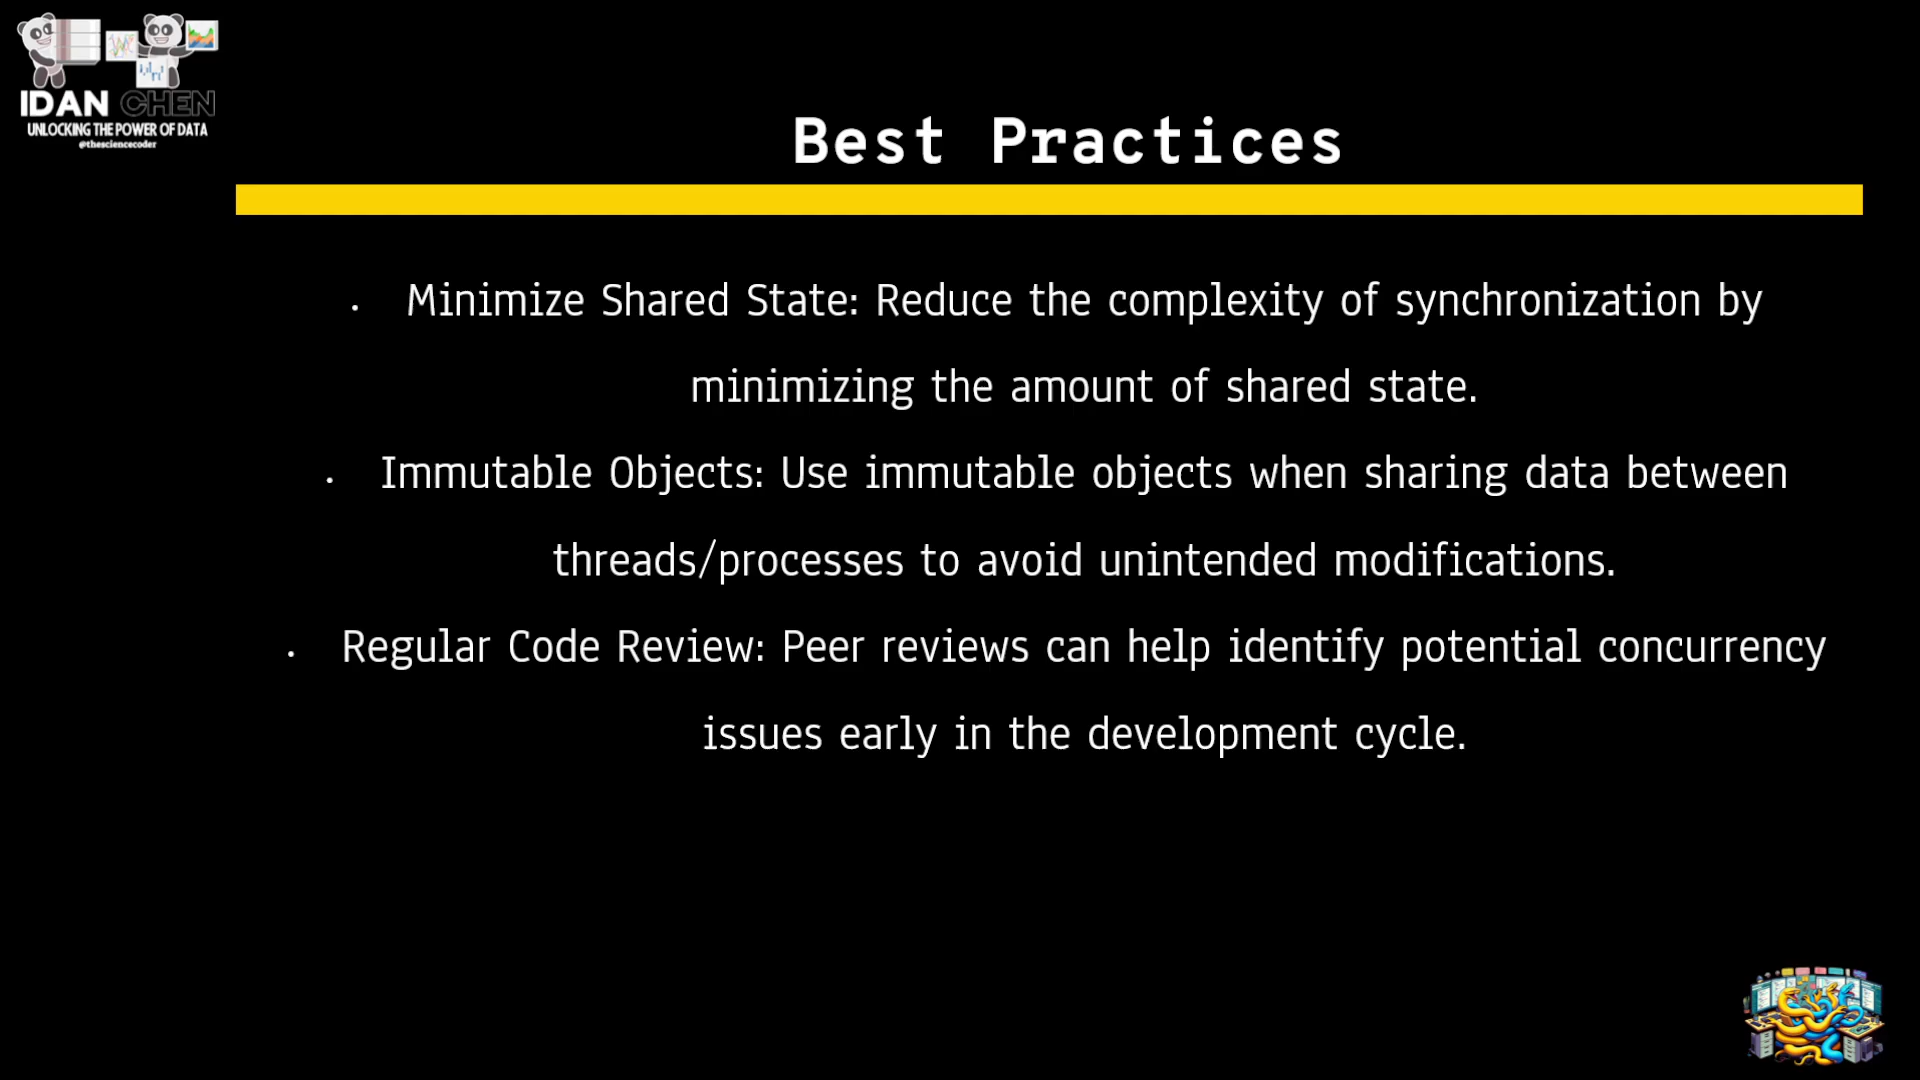 IDAN CHEN
UNLOCKING THE POWER OF DATA
@thesciencecoder
Best Practices
• Minimize Shared State: Reduce the complexity of synchronization by
minimizing the amount of shared state.
• Immutable Objects: Use immutable objects when sharing data between
threads/processes to avoid unintended modifications.
• Regular Code Review: Peer reviews can help identify potential concurrency
issues early in the development cycle.